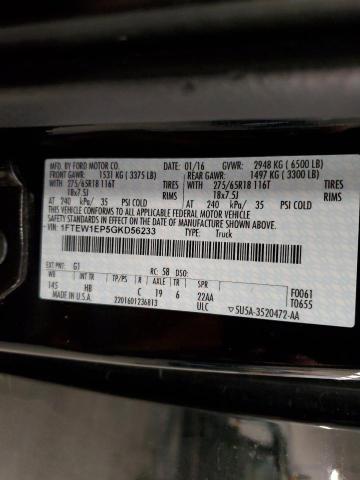 MFD. BY FORD MOTOR CO. 01/16 GVWR: 2948 KG ( 6500 LB)
FRONT GAWR: 1531 KG ( 3375 LB) REAR GAWR: 1497 KG ( 3300 LB)
WITH TIRES WITH TIRES
275/65R18 116T 275/65R18 116T
18x7.5J RIMS 18x7.5J RIMS
AT 240 kPa/ 35 PSI COLD AT 240 kPa/ 35 PSI COLD
THIS VEHICLE CONFORMS TO ALL APPLICABLE FEDERAL MOTOR VEHICLE
SAFETY STANDARDS IN EFFECT ON THE DATE OF MANUFACTURE SHOWN ABOVE.
VIN: 1FTEW1EP5GKD56233 TYPE: Truck
EXT PNT: G1 RC: 58 DSO:
WB INT TR TP/PS R AXLE TR SPR
145 HB C 19 6 22AA F0061
MADE IN U.S.A. 2201601236813 ULC 5U5A-3520472-AA T0655